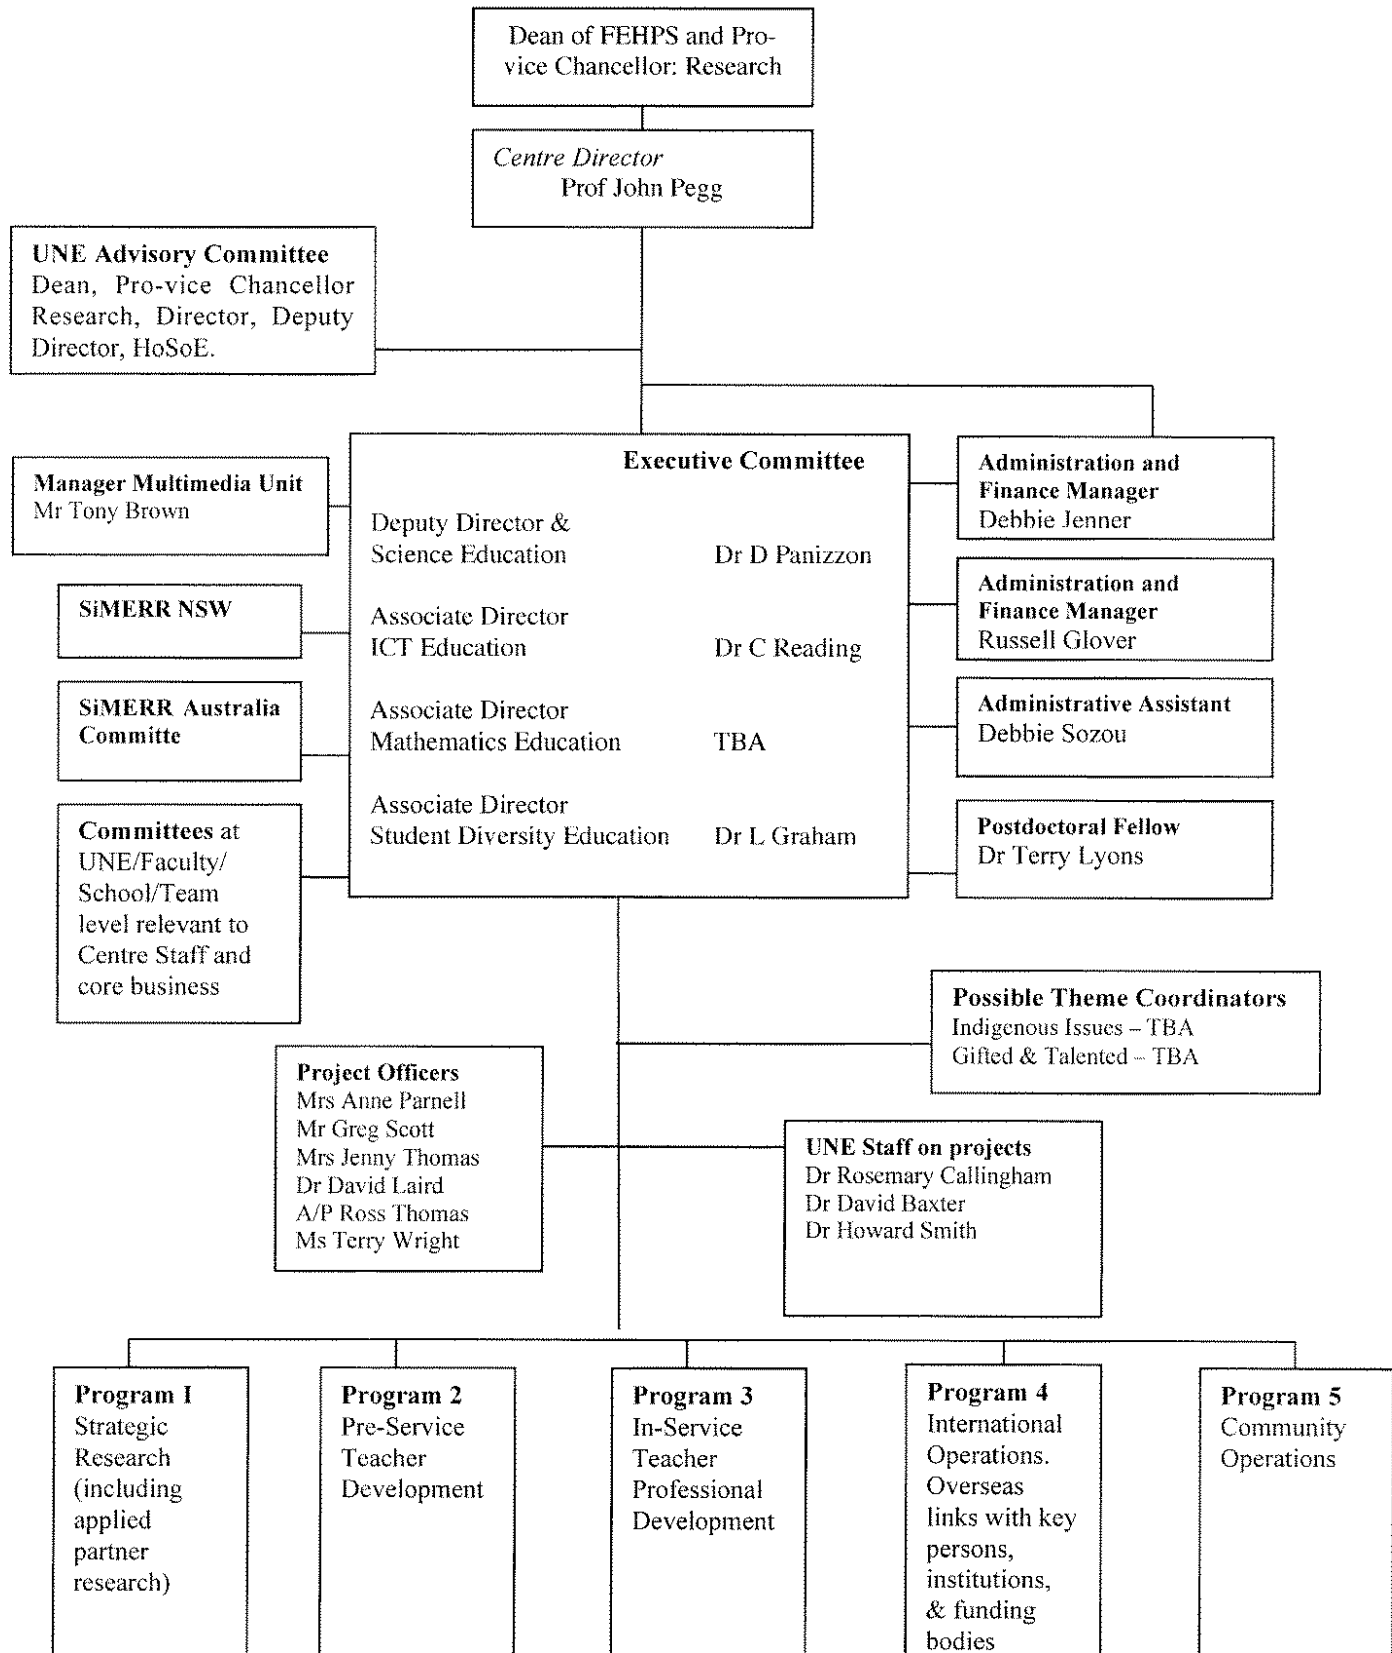 Dean of FEHPS and Pro-
vice Chancellor: Research
Centre Director
Prof John Pegg
UNE Advisory Committee
Dean, Pro-vice Chancellor
Research, Director, Deputy
Director, HoSoE.
Manager Multimedia Unit
Mr Tony Brown
SiMERR NSW
SiMERR Australia
Committe
Committees at
UNE/Faculty/
School/Team
level relevant to
Centre Staff and
core business
Executive Committee
Deputy Director &
Science Education Dr D Panizzon
Associate Director
ICT Education Dr C Reading
Associate Director
Mathematics Education TBA
Associate Director
Student Diversity Education Dr L Graham
Administration and
Finance Manager
Debbie Jenner
Administration and
Finance Manager
Russell Glover
Administrative Assistant
Debbie Sozou
Postdoctoral Fellow
Dr Terry Lyons
Possible Theme Coordinators
Indigenous Issues – TBA
Gifted & Talented – TBA
Project Officers
Mrs Anne Parnell
Mr Greg Scott
Mrs Jenny Thomas
Dr David Laird
A/P Ross Thomas
Ms Terry Wright
UNE Staff on projects
Dr Rosemary Callingham
Dr David Baxter
Dr Howard Smith
Program I
Strategic
Research
(including
applied
partner
research)
Program 2
Pre-Service
Teacher
Development
Program 3
In-Service
Teacher
Professional
Development
Program 4
International
Operations.
Overseas
links with key
persons,
institutions,
& funding
bodies
Program 5
Community
Operations